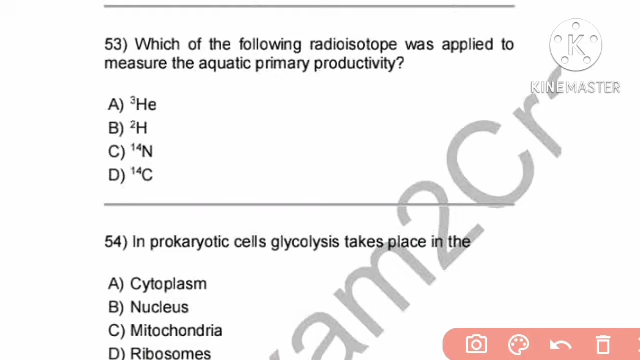 53) Which of the following radioisotope was applied to
measure the aquatic primary productivity?
A) ³He
B) ²H
C) ¹⁴N
D) ¹⁴C
54) In prokaryotic cells glycolysis takes place in the
A) Cytoplasm
B) Nucleus
C) Mitochondria
D) Ribosomes
K
KINEMASTER